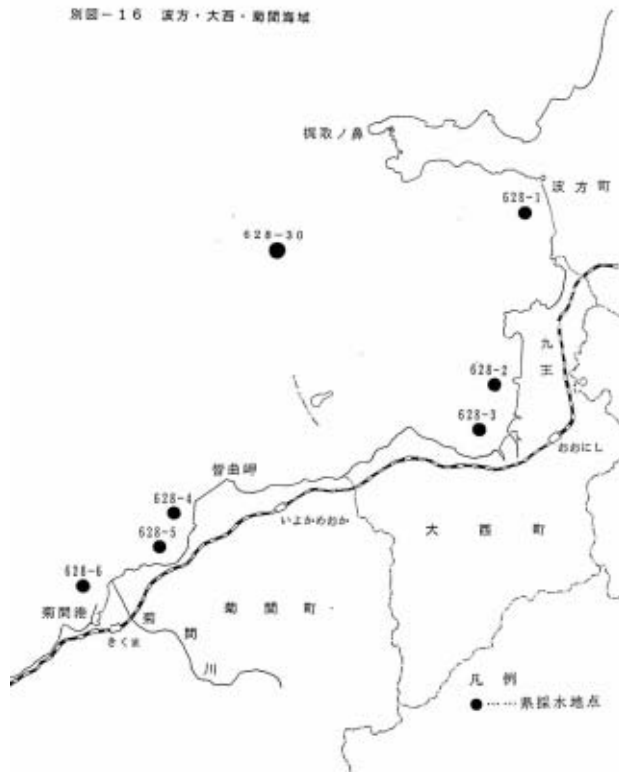 別図－16 波方・大西・菊間海域
梶取ノ鼻
波方町
628-1
628-30
九王
628-2
628-3
おおにし
大西町
628-4
628-5
いよかめおか
628-6
菊間港
菊間町
きくま
菊間川
凡例
●……県採水地点